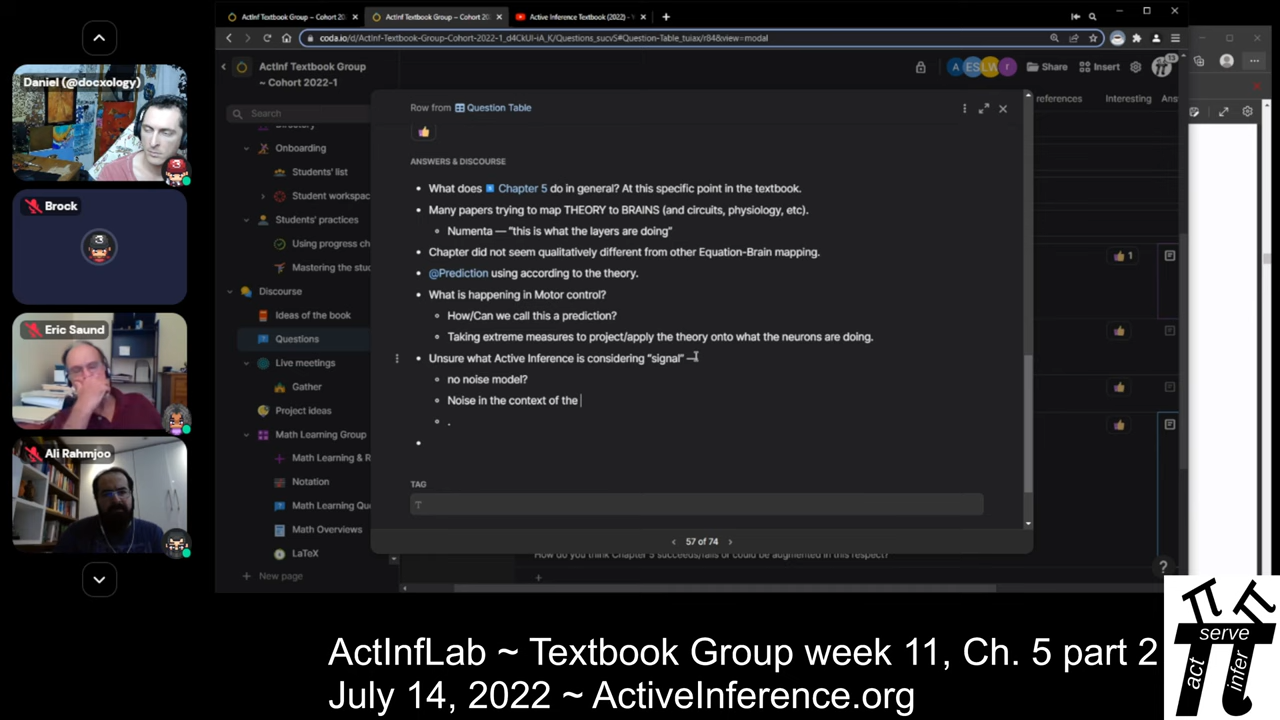 ActInf Textbook Group ~ Cohort 2022-1
ActInf Textbook Group ~ Cohort
Active Inference Textbook (2022) -
coda.io/d/ActInf-Textbook-Group-Cohort-2022-1_d4CkUI-iA_K/Questions_sucv5#Question-Table_tuiax/r84&view=modal
ActInf Textbook Group
~ Cohort 2022-1
A ES LW r
Share
Insert
13
Search
Directory
Onboarding
Students' list
Student workspac
Students' practices
Using progress ch
Mastering the stud
Discourse
Ideas of the book
Questions
Live meetings
Gather
Project ideas
Math Learning Group
Math Learning & R
Notation
Math Learning Qu
Math Overviews
LaTeX
New page
Row from Question Table
ANSWERS & DISCOURSE
What does Chapter 5 do in general? At this specific point in the textbook.
Many papers trying to map THEORY to BRAINS (and circuits, physiology, etc).
Numenta — "this is what the layers are doing"
Chapter did not seem qualitatively different from other Equation-Brain mapping.
@Prediction using according to the theory.
What is happening in Motor control?
How/Can we call this a prediction?
Taking extreme measures to project/apply the theory onto what the neurons are doing.
Unsure what Active Inference is considering "signal" —
no noise model?
Noise in the context of the
.
TAG
57 of 74
How do you think Chapter 5 succeeds/fails or could be augmented in this respect?
references
Interesting
Ans
1
Daniel (@docxology)
Brock
Eric Saund
Ali Rahmjoo
ActInfLab ~ Textbook Group week 11, Ch. 5 part 2
July 14, 2022 ~ ActiveInference.org
serve
act
infer